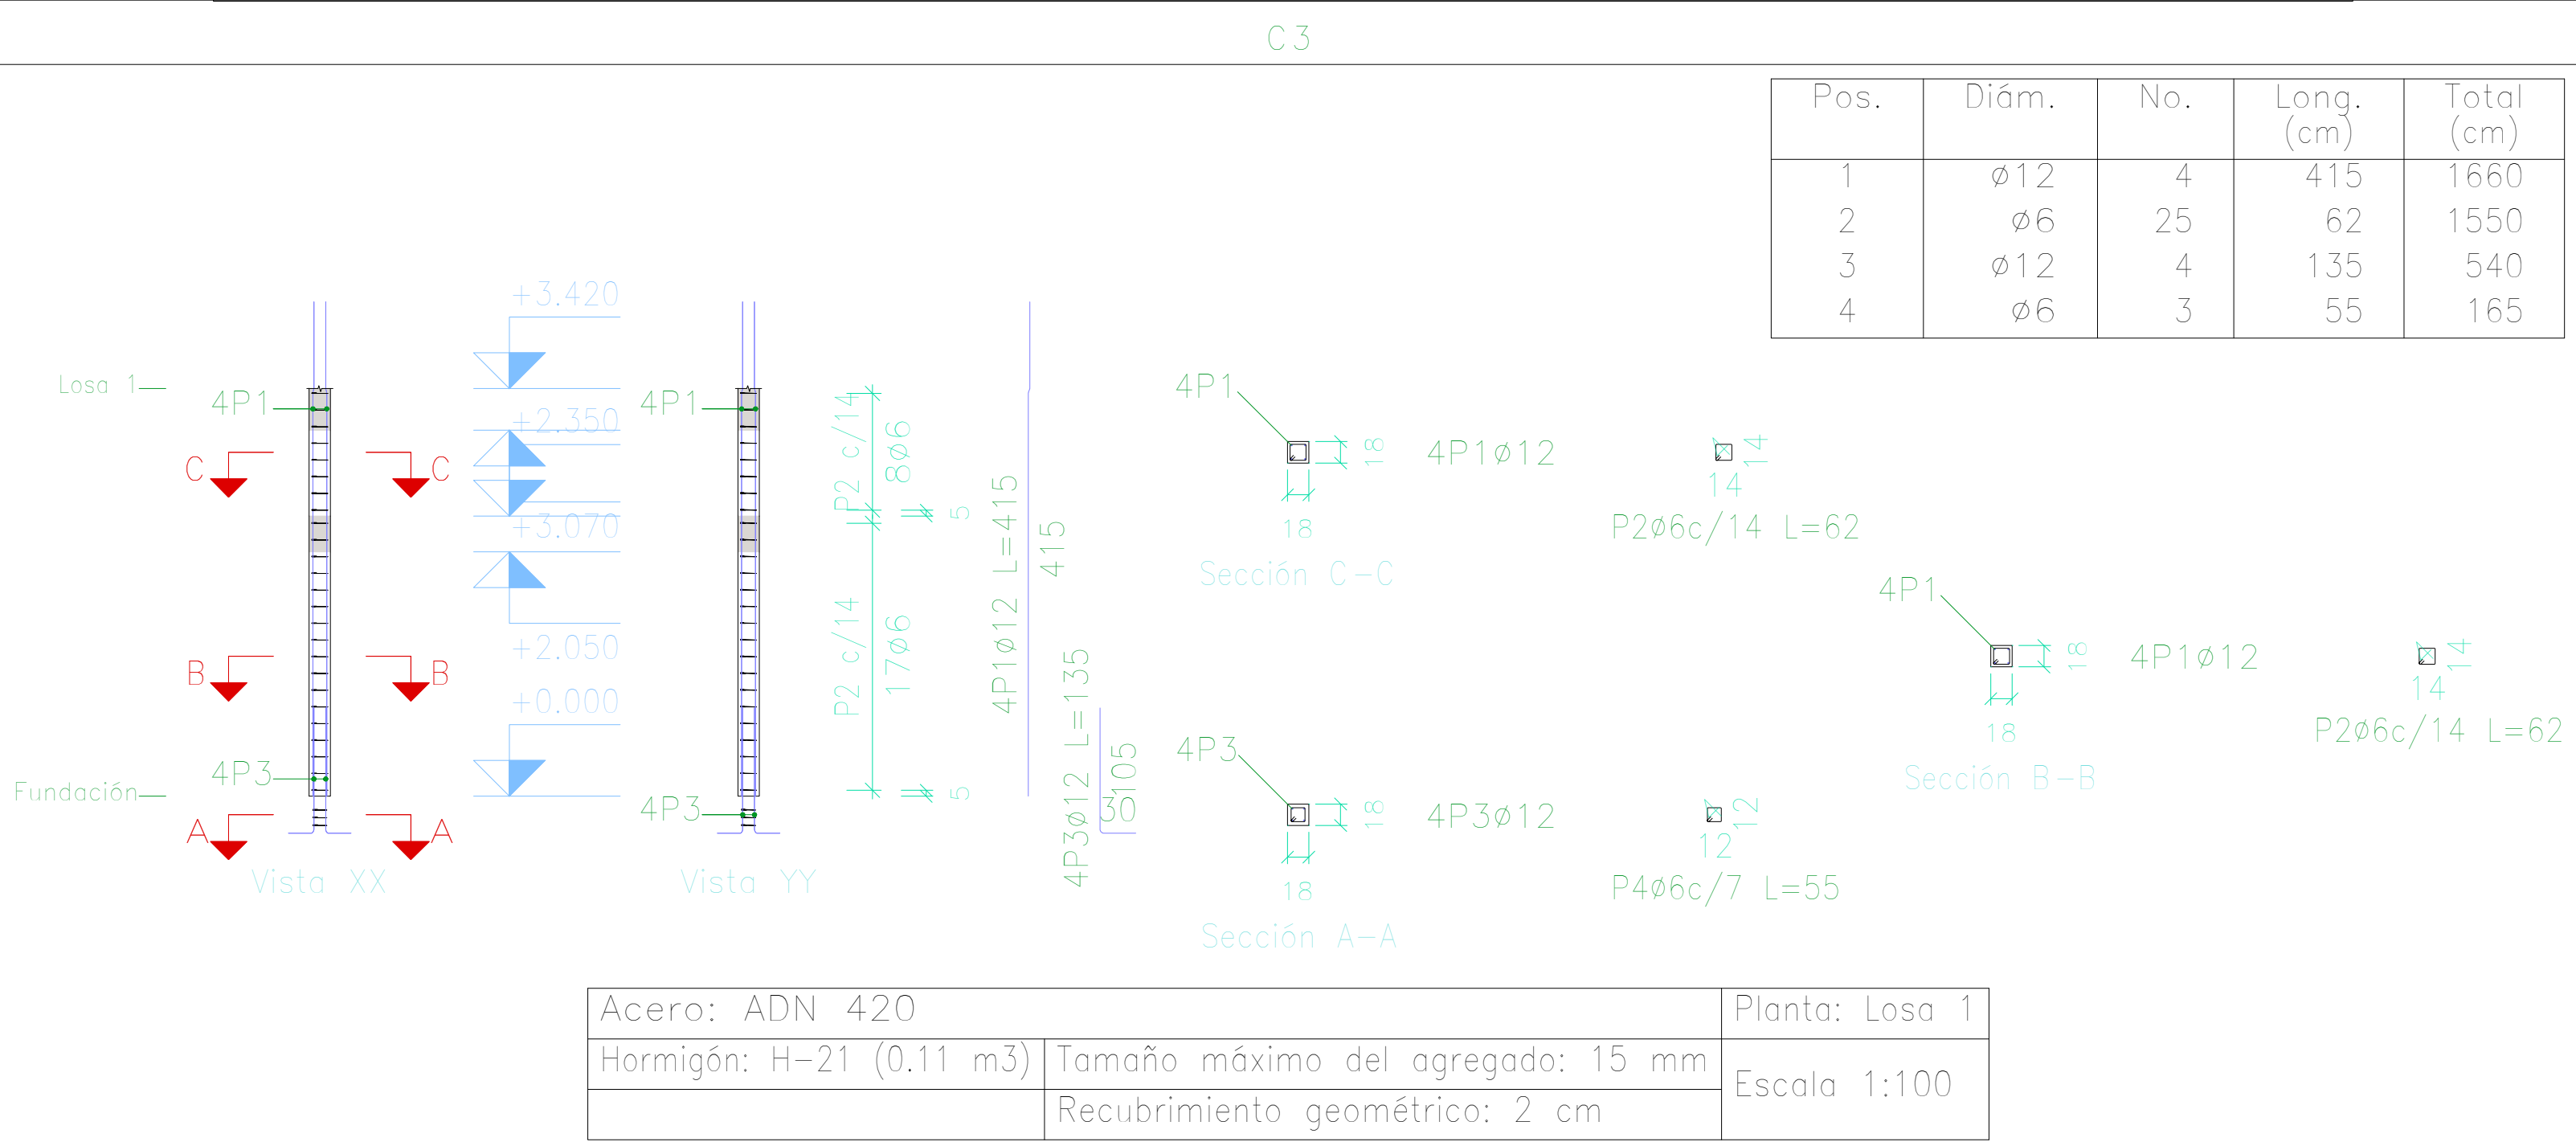 C3
Pos. Diám. No. Long. (cm) Total (cm)
1 ø12 4 415 1660
2 ø6 25 62 1550
3 ø12 4 135 540
4 ø6 3 55 165
Losa 1
4P1
C C
B B
4P3
Fundación
A A
Vista XX
+3.420
+2.350
+3.070
+2.050
+0.000
4P1
4P3
Vista YY
P2 c/14
8ø6
5
P2 c/14
17ø6
5
4P1ø12 L=415
415
4P3ø12 L=135
105
30
4P1
18
18
4P1ø12
14
14
P2ø6c/14 L=62
Sección C-C
4P1
18
18
4P1ø12
14
14
P2ø6c/14 L=62
Sección B-B
4P3
18
18
4P3ø12
12
12
P4ø6c/7 L=55
Sección A-A
Acero: ADN 420
Planta: Losa 1
Hormigón: H-21 (0.11 m3)
Tamaño máximo del agregado: 15 mm
Escala 1:100
Recubrimiento geométrico: 2 cm